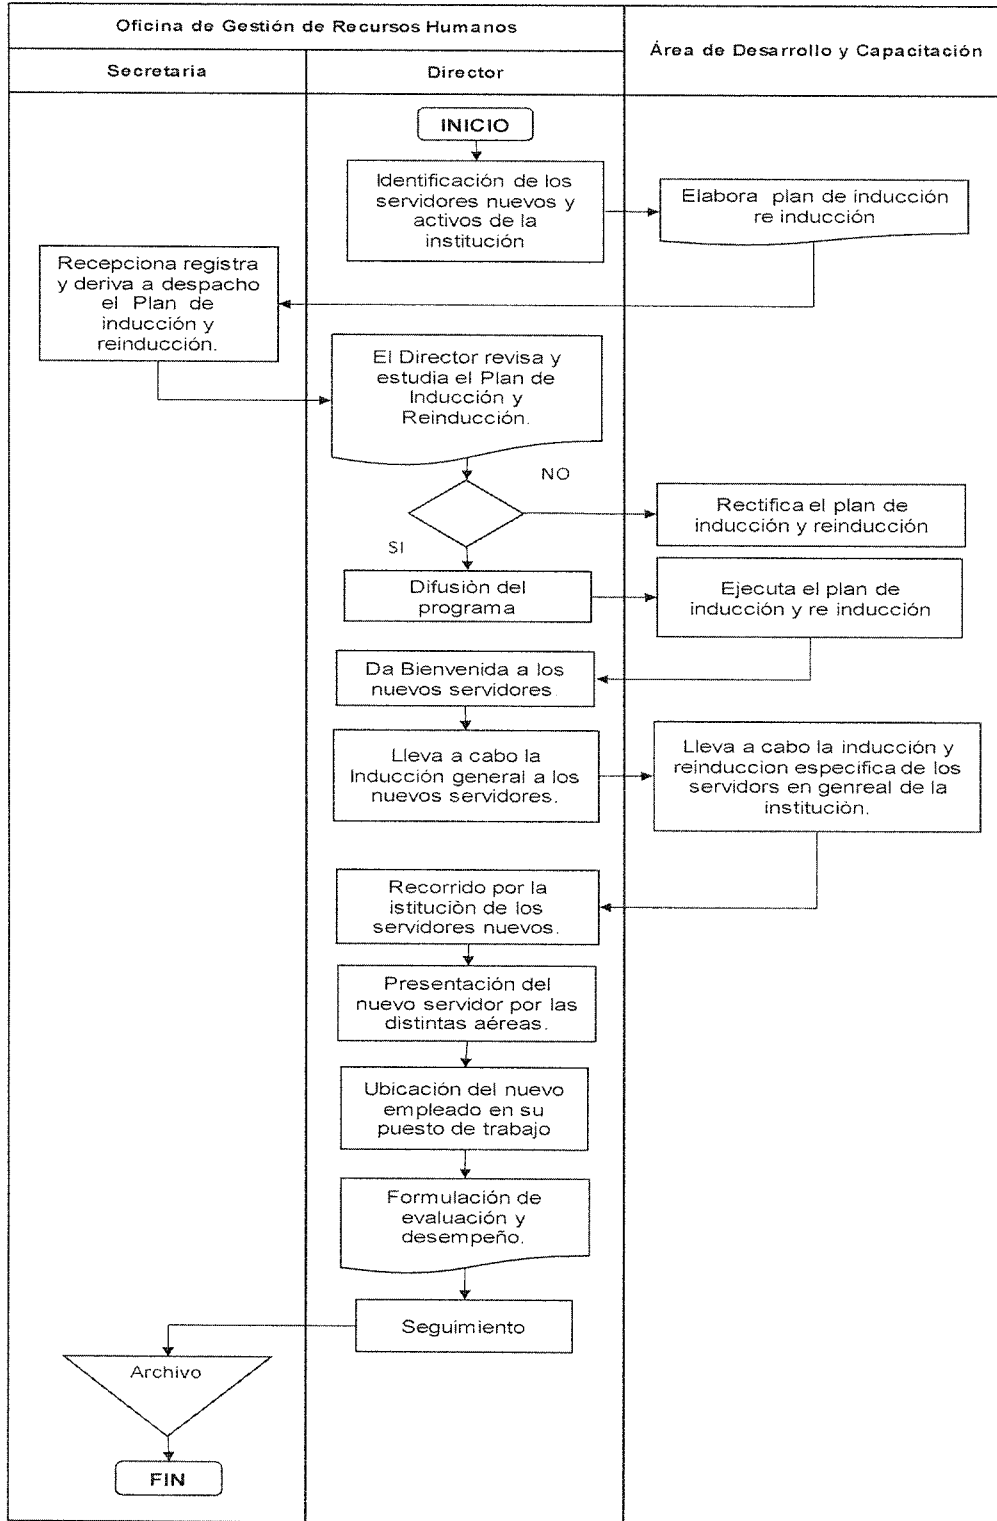 Oficina de Gestión de Recursos Humanos
Área de Desarrollo y Capacitación
Secretaria
Director
INICIO
Identificación de los
servidores nuevos y
activos de la
institución
Elabora plan de inducción
re inducción
Recepciona registra
y deriva a despacho
el Plan de
inducción y
reinducción.
El Director revisa y
estudia el Plan de
Inducción y
Reinducción.
NO
Rectifica el plan de
inducción y reinducción
SI
Difusiòn del
programa
Ejecuta el plan de
inducción y re inducción
Da Bienvenida a los
nuevos servidores
Lleva a cabo la
Inducción general a los
nuevos servidores.
Lleva a cabo la inducción y
reinduccion especifica de los
servidors en genreal de la
instituciòn.
Recorrido por la
istituciòn de los
servidores nuevos.
Presentación del
nuevo servidor por las
distintas aéreas.
Ubicación del nuevo
empleado en su
puesto de trabajo
Formulación de
evaluación y
desempeño.
Seguimiento
Archivo
FIN